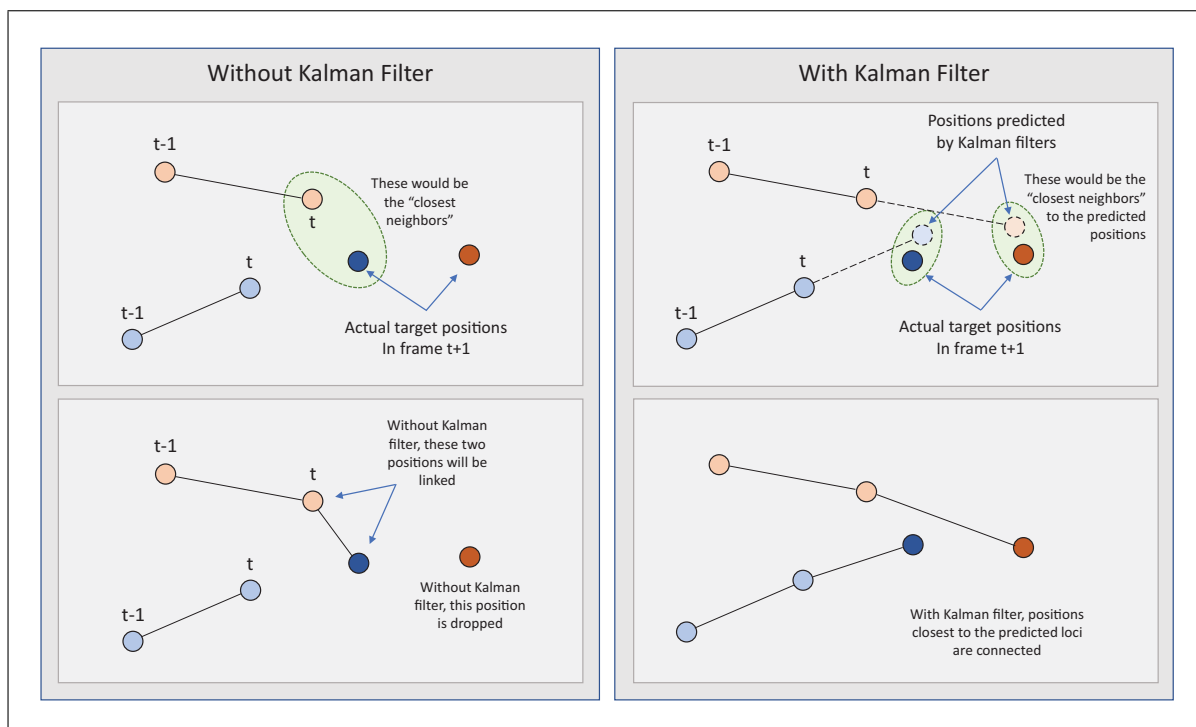 Without Kalman Filter
t-1
t
These would be
the “closest
neighbors”
t
t-1
Actual target positions
In frame t+1
Without Kalman
filter, these two
positions will be
linked
t-1
t
t
t-1
Without Kalman
filter, this position
is dropped
With Kalman Filter
Positions predicted
by Kalman filters
t-1
t
These would be the
“closest neighbors”
to the predicted
positions
t
t-1
Actual target positions
In frame t+1
With Kalman filter, positions
closest to the predicted loci
are connected